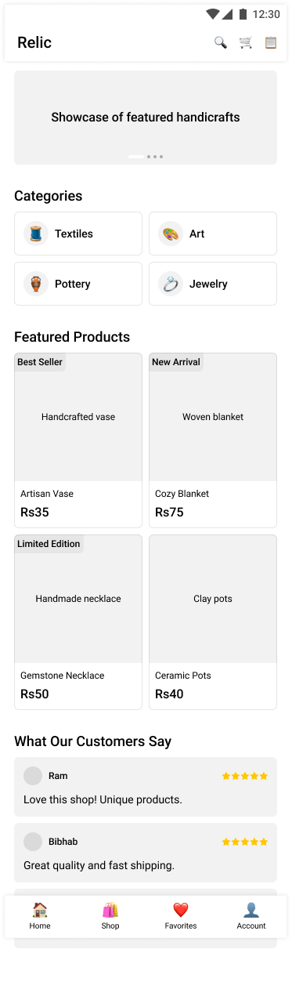 12:30
Relic
Showcase of featured handicrafts
Categories
Textiles
Art
Pottery
Jewelry
Featured Products
Best Seller
New Arrival
Handcrafted vase
Woven blanket
Artisan Vase
Cozy Blanket
Rs35
Rs75
Limited Edition
Handmade necklace
Clay pots
Gemstone Necklace
Ceramic Pots
Rs50
Rs40
What Our Customers Say
Ram
Love this shop! Unique products.
Bibhab
Great quality and fast shipping.
Home
Shop
Favorites
Account